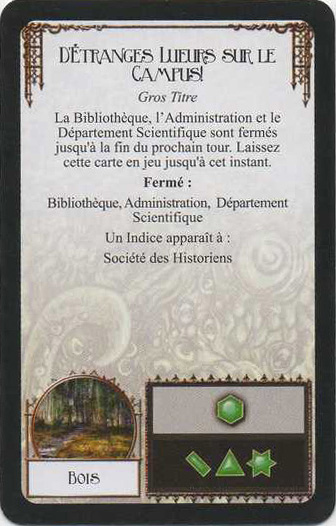 D'Étranges Lueurs sur le
Campus!
Gros Titre
La Bibliothèque, l'Administration et le
Département Scientifique sont fermés
jusqu'à la fin du prochain tour. Laissez
cette carte en jeu jusqu'à cet instant.
Fermé :
Bibliothèque, Administration, Département
Scientifique
Un Indice apparaît à :
Société des Historiens
Bois